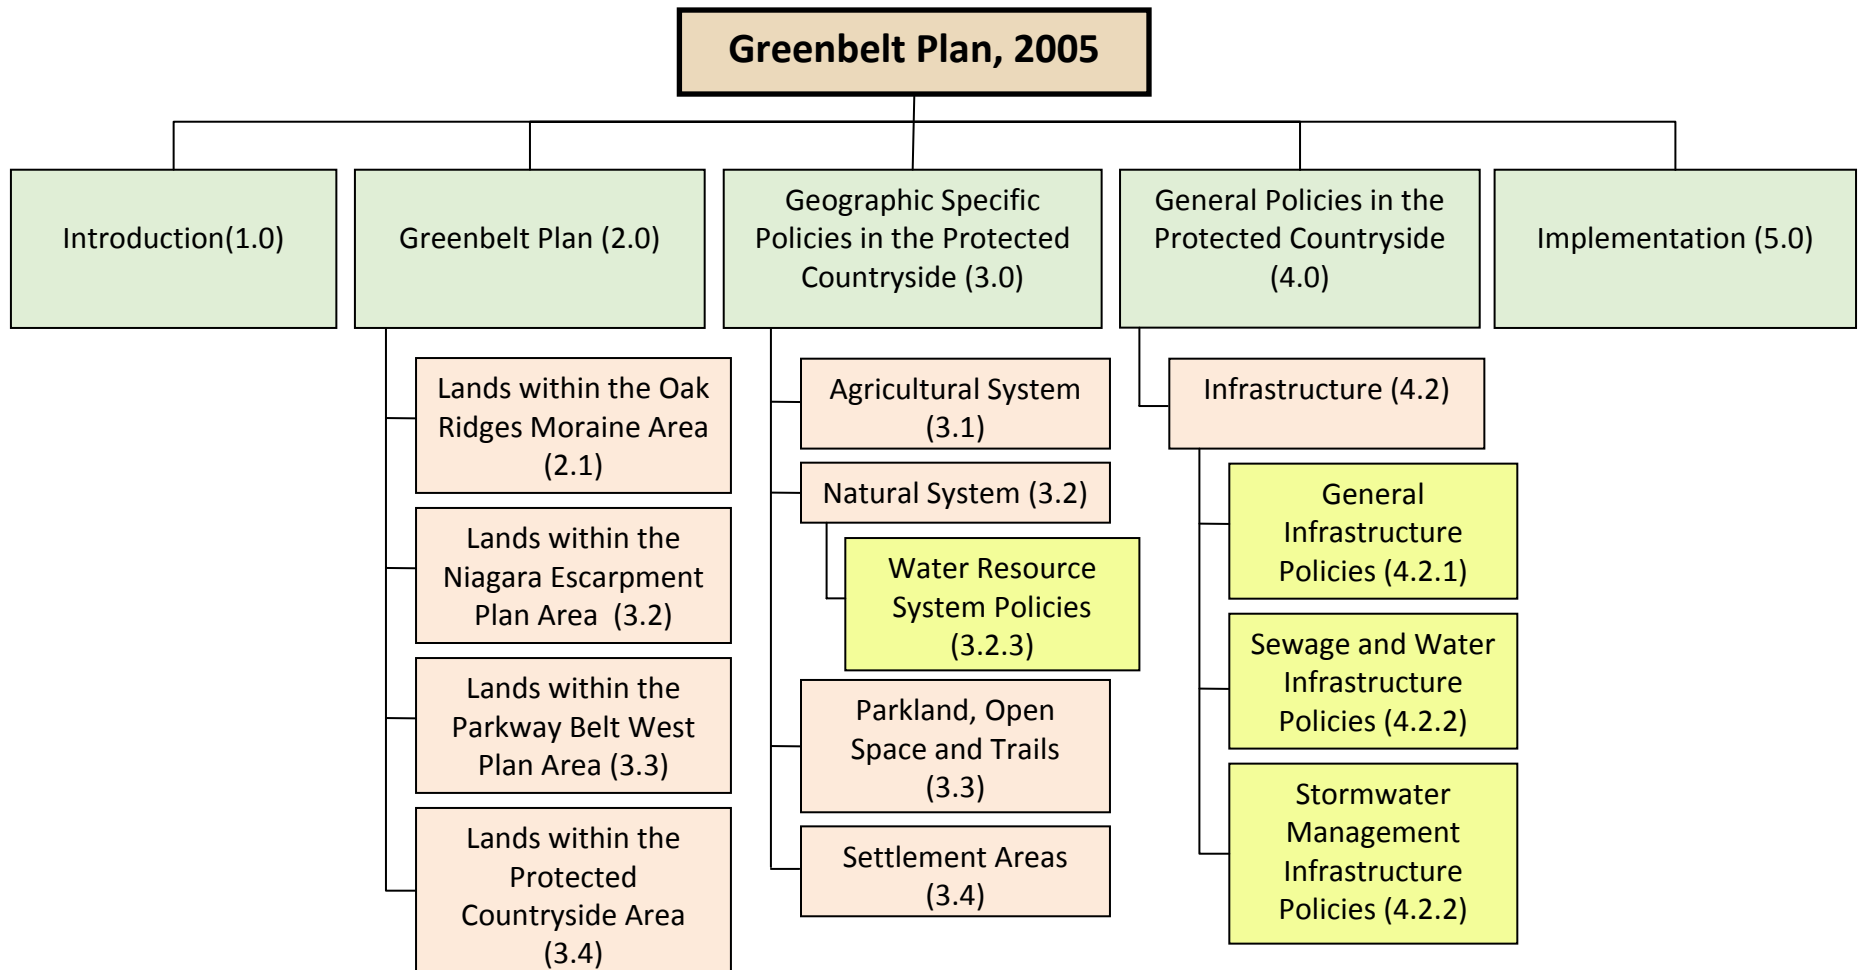 Greenbelt Plan, 2005
Introduction(1.0)
Greenbelt Plan (2.0)
Geographic Specific
Policies in the Protected
Countryside (3.0)
General Policies in the
Protected Countryside
(4.0)
Implementation (5.0)
Lands within the Oak
Ridges Moraine Area
(2.1)
Lands within the
Niagara Escarpment
Plan Area (3.2)
Lands within the
Parkway Belt West
Plan Area (3.3)
Lands within the
Protected
Countryside Area
(3.4)
Agricultural System
(3.1)
Natural System (3.2)
Water Resource
System Policies
(3.2.3)
Parkland, Open
Space and Trails
(3.3)
Settlement Areas
(3.4)
Infrastructure (4.2)
General
Infrastructure
Policies (4.2.1)
Sewage and Water
Infrastructure
Policies (4.2.2)
Stormwater
Management
Infrastructure
Policies (4.2.2)